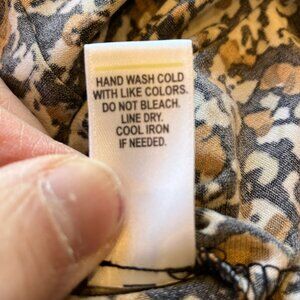 HAND WASH COLD
WITH LIKE COLORS.
DO NOT BLEACH.
LINE DRY.
COOL IRON
IF NEEDED.